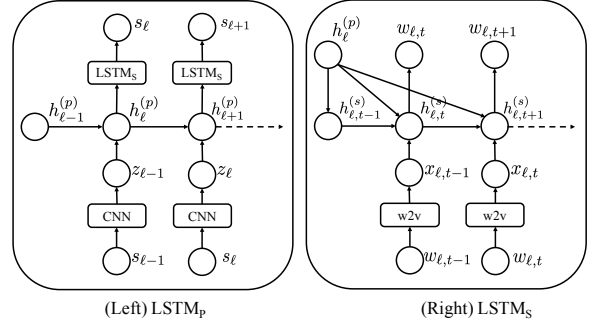 s_ℓ s_{ℓ+1} h_ℓ^{(p)} w_{ℓ,t} w_{ℓ,t+1}
LSTM_S LSTM_S
h_{ℓ-1}^{(p)} h_ℓ^{(p)} h_{ℓ+1}^{(p)} h_{ℓ,t-1}^{(s)} h_{ℓ,t}^{(s)} h_{ℓ,t+1}^{(s)}
z_{ℓ-1} z_ℓ x_{ℓ,t-1} x_{ℓ,t}
CNN CNN w2v w2v
s_{ℓ-1} s_ℓ w_{ℓ,t-1} w_{ℓ,t}
(Left) LSTM_P (Right) LSTM_S